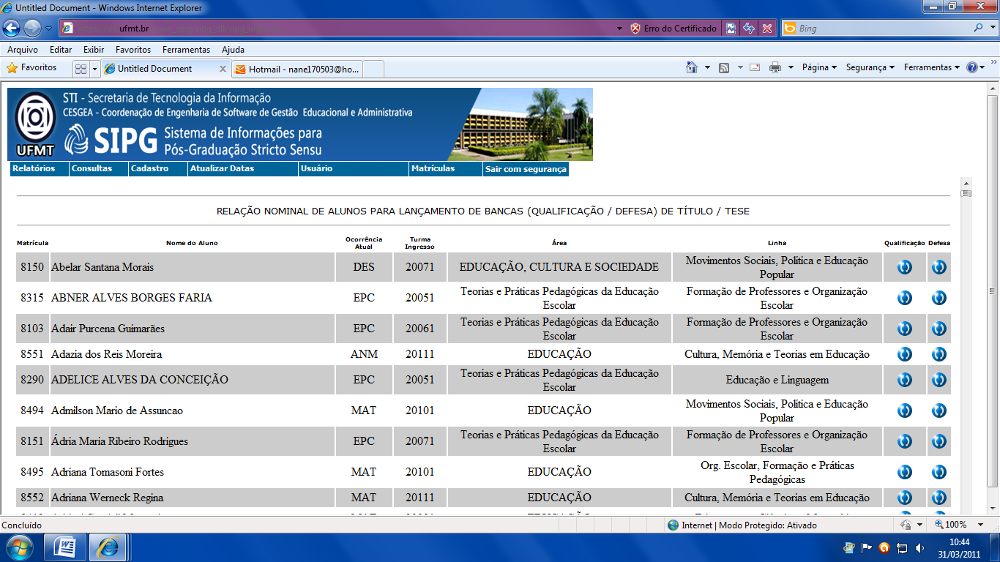 Untitled Document - Windows Internet Explorer
ufmt.br
Erro do Certificado
Bing
Arquivo Editar Exibir Favoritos Ferramentas Ajuda
Favoritos Untitled Document Hotmail - nane170503@ho... Página Segurança Ferramentas
STI - Secretaria de Tecnologia da Informação
CESGEA - Coordenação de Engenharia de Software de Gestão Educacional e Administrativa
SIPG Sistema de Informações para
Pós-Graduação Stricto Sensu
UFMT
Relatórios Consultas Cadastro Atualizar Datas Usuário Matrículas Sair com segurança
RELAÇÃO NOMINAL DE ALUNOS PARA LANÇAMENTO DE BANCAS (QUALIFICAÇÃO / DEFESA) DE TÍTULO / TESE
Matrícula Nome do Aluno Ocorrência Atual Turma Ingresso Área Linha Qualificação Defesa
8150 Abelar Santana Morais DES 20071 EDUCAÇÃO, CULTURA E SOCIEDADE Movimentos Sociais, Politica e Educação Popular
8315 ABNER ALVES BORGES FARIA EPC 20051 Teorias e Práticas Pedagógicas da Educação Escolar Formação de Professores e Organização Escolar
8103 Adair Purcena Guimarães EPC 20061 Teorias e Práticas Pedagógicas da Educação Escolar Formação de Professores e Organização Escolar
8551 Adazia dos Reis Moreira ANM 20111 EDUCAÇÃO Cultura, Memória e Teorias em Educação
8290 ADELICE ALVES DA CONCEIÇÃO EPC 20051 Teorias e Práticas Pedagógicas da Educação Escolar Educação e Linguagem
8494 Admilson Mario de Assuncao MAT 20101 EDUCAÇÃO Movimentos Sociais, Politica e Educação Popular
8151 Ádria Maria Ribeiro Rodrigues EPC 20071 Teorias e Práticas Pedagógicas da Educação Escolar Formação de Professores e Organização Escolar
8495 Adriana Tomasoni Fortes MAT 20101 EDUCAÇÃO Org. Escolar, Formação e Práticas Pedagógicas
8552 Adriana Werneck Regina MAT 20111 EDUCAÇÃO Cultura, Memória e Teorias em Educação
Concluído Internet | Modo Protegido: Ativado 100%
10:44
31/03/2011